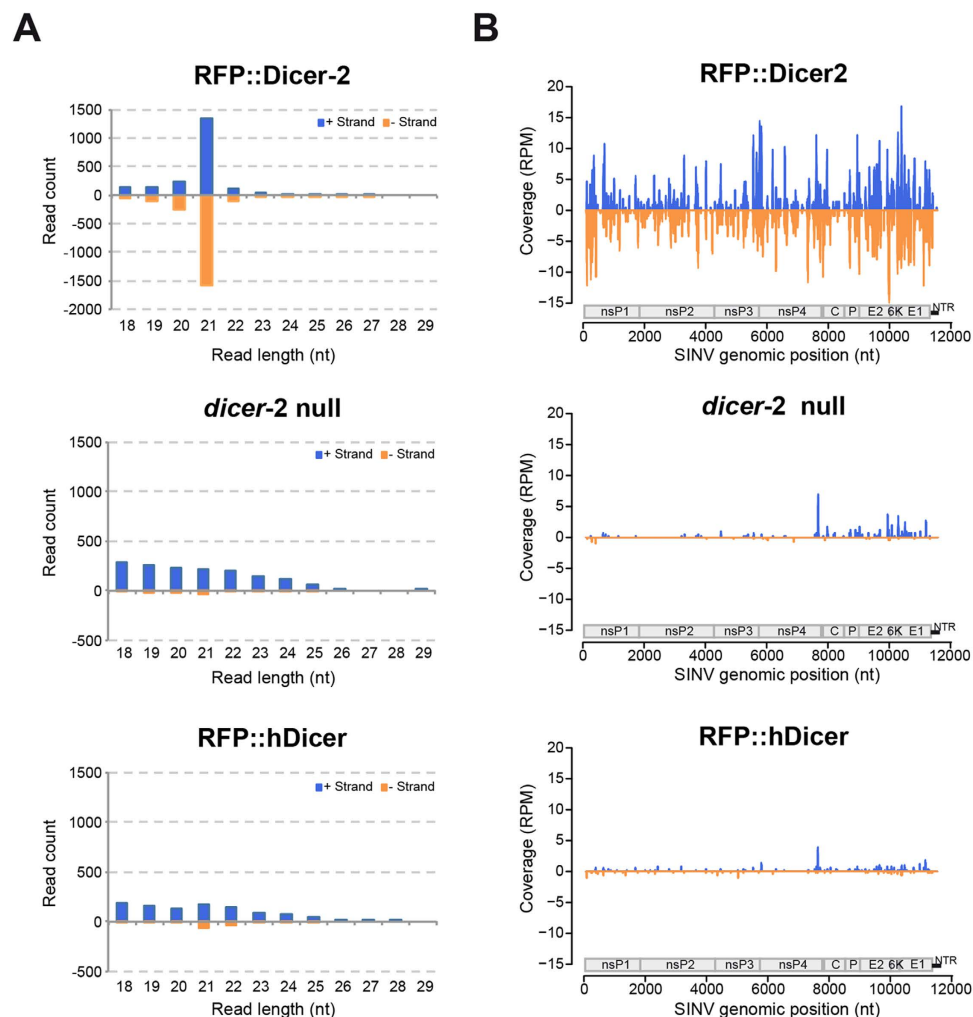 A
RFP::Dicer-2
1500
+ Strand - Strand
1000
500
0
-500
-1000
-1500
-2000
Read count
18 19 20 21 22 23 24 25 26 27 28 29
Read length (nt)
dicer-2 null
1500
+ Strand - Strand
1000
500
0
-500
Read count
18 19 20 21 22 23 24 25 26 27 28 29
Read length (nt)
RFP::hDicer
1500
+ Strand - Strand
1000
500
0
-500
Read count
18 19 20 21 22 23 24 25 26 27 28 29
Read length (nt)
B
RFP::Dicer2
20
15
10
5
0
−5
−10
−15
Coverage (RPM)
nsP1 nsP2 nsP3 nsP4 C P E2 6K E1 NTR
0 2000 4000 6000 8000 10000 12000
SINV genomic position (nt)
dicer-2 null
20
15
10
5
0
−5
−10
−15
Coverage (RPM)
nsP1 nsP2 nsP3 nsP4 C P E2 6K E1 NTR
0 2000 4000 6000 8000 10000 12000
SINV genomic position (nt)
RFP::hDicer
20
15
10
5
0
−5
−10
−15
Coverage (RPM)
nsP1 nsP2 nsP3 nsP4 C P E2 6K E1 NTR
0 2000 4000 6000 8000 10000 12000
SINV genomic position (nt)